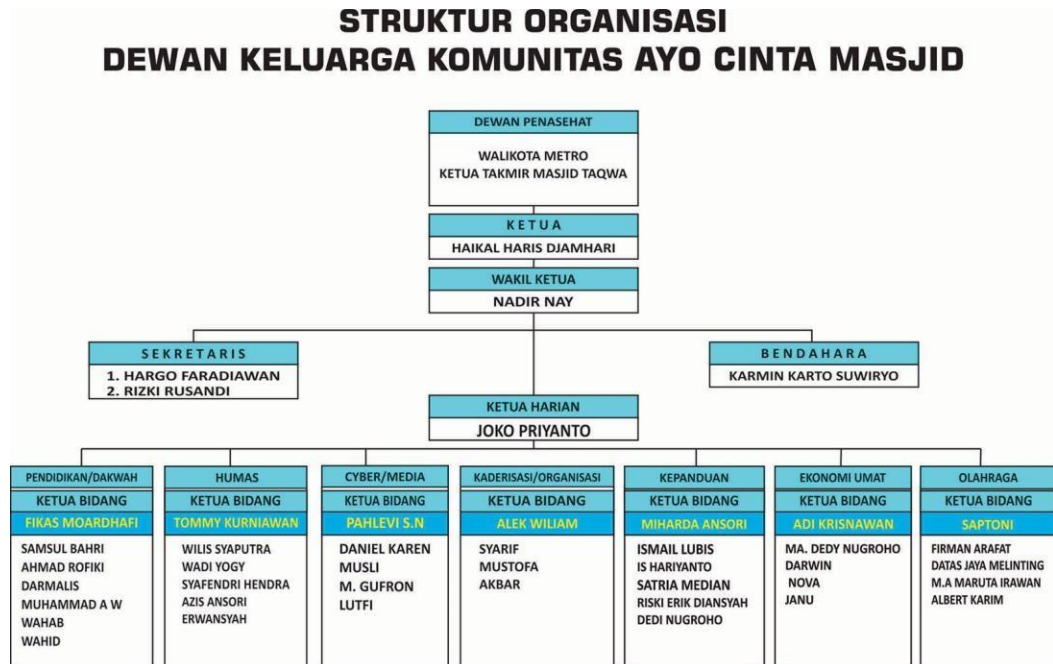 STRUKTUR ORGANISASI
DEWAN KELUARGA KOMUNITAS AYO CINTA MASJID
DEWAN PENASEHAT
WALIKOTA METRO
KETUA TAKMIR MASJID TAQWA
KETUA
HAIKAL HARIS DJAMHARI
WAKIL KETUA
NADIR NAY
SEKRETARIS
1. HARGO FARADIAWAN
2. RIZKI RUSANDI
BENDAHARA
KARMIN KARTO SUWIRYO
KETUA HARIAN
JOKO PRIYANTO
PENDIDIKAN/DAKWAH
KETUA BIDANG
FIKAS MOARDHAFI
SAMSUL BAHRI
AHMAD ROFIKI
DARMALIS
MUHAMMAD A W
WAHAB
WAHID
HUMAS
KETUA BIDANG
TOMMY KURNIAWAN
WILIS SYAPUTRA
WADI YOGY
SYAFENDRI HENDRA
AZIS ANSORI
ERWANSYAH
CYBER/MEDIA
KETUA BIDANG
PAHLEVI S.N
DANIEL KAREN
MUSLI
M. GUFRON
LUTFI
KADERISASI/ORGANISASI
KETUA BIDANG
ALEK WILIAM
SYARIF
MUSTOFA
AKBAR
KEPANDUAN
KETUA BIDANG
MIHARDA ANSORI
ISMAIL LUBIS
IS HARIYANTO
SATRIA MEDIAN
RISKI ERIK DIANSYAH
DEDI NUGROHO
EKONOMI UMAT
KETUA BIDANG
ADI KRISNAWAN
MA. DEDY NUGROHO
DARWIN
NOVA
JANU
OLAHRAGA
KETUA BIDANG
SAPTONI
FIRMAN ARAFAT
DATAS JAYA MELINTING
M.A MARUTA IRAWAN
ALBERT KARIM